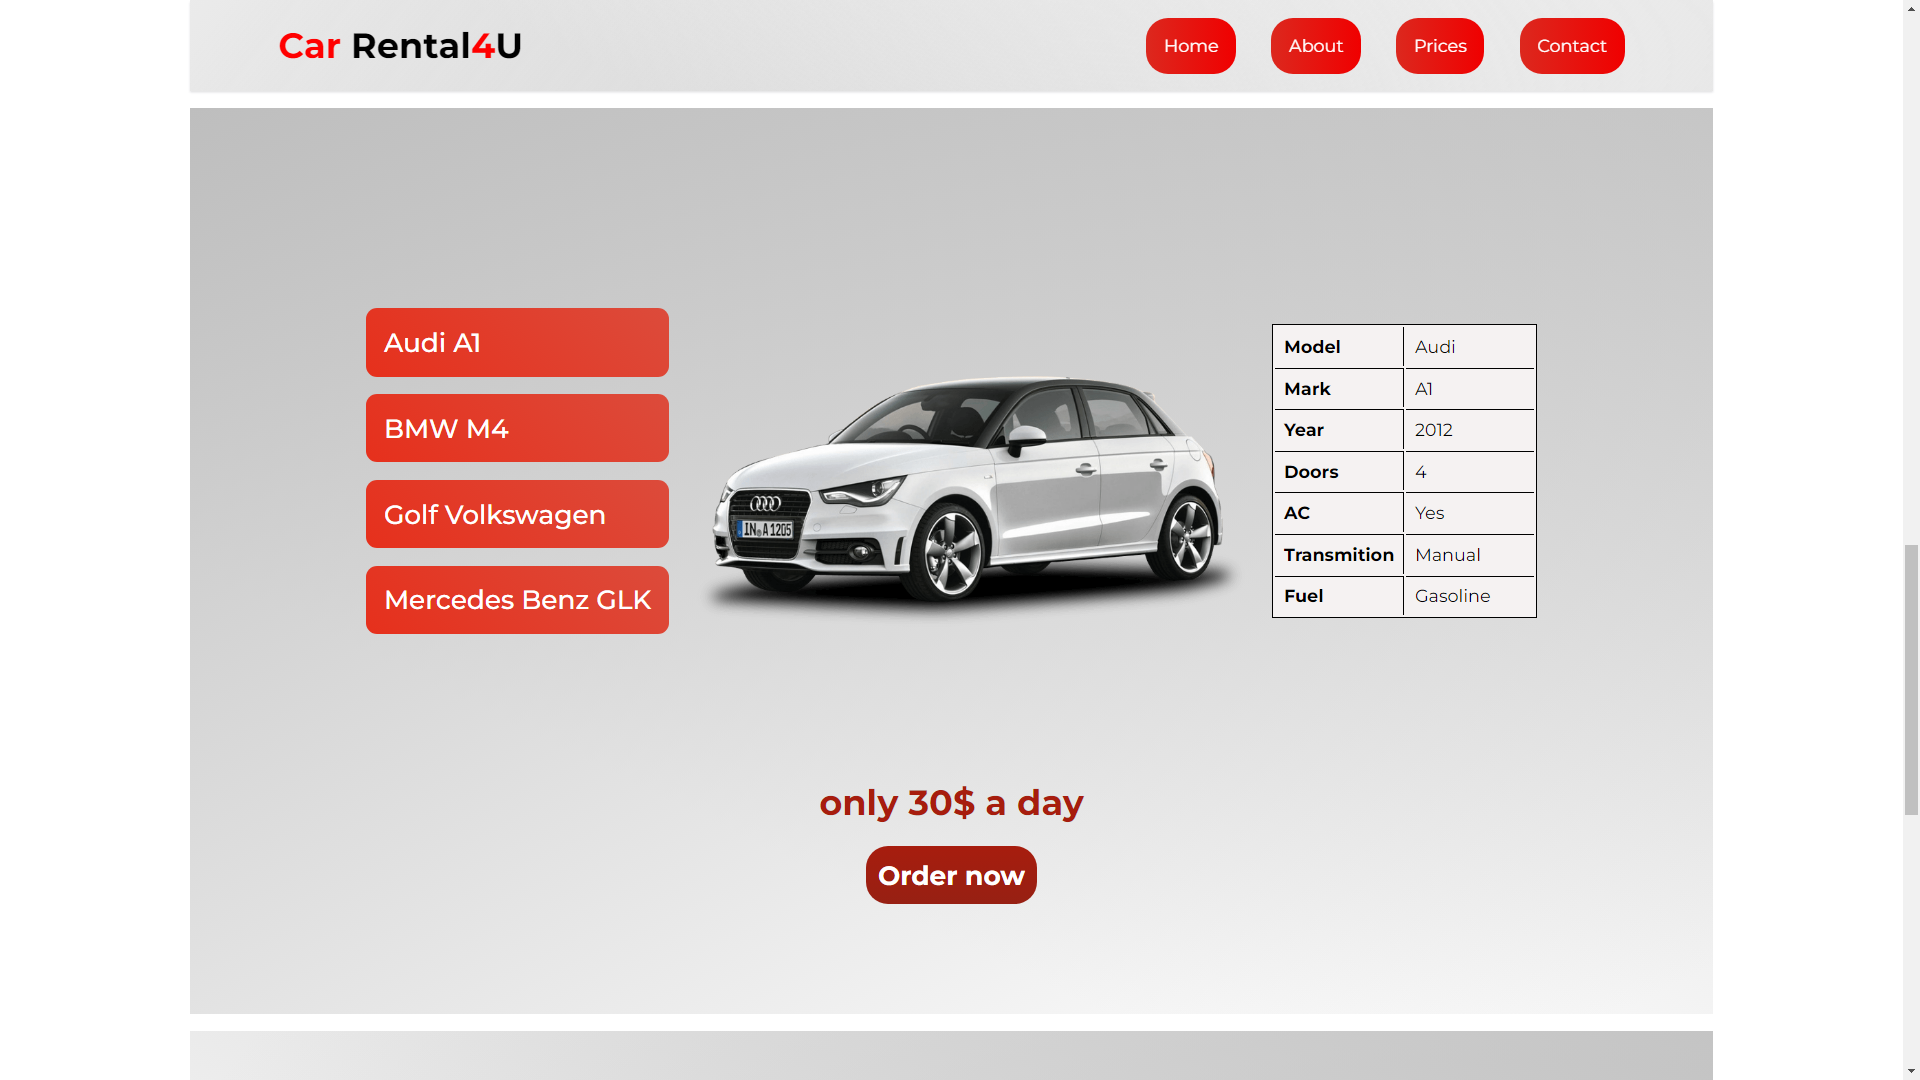 Car Rental4U
Home About Prices Contact
Audi A1
BMW M4
Golf Volkswagen
Mercedes Benz GLK
IN A 1205
Model Audi
Mark A1
Year 2012
Doors 4
AC Yes
Transmition Manual
Fuel Gasoline
only 30$ a day
Order now